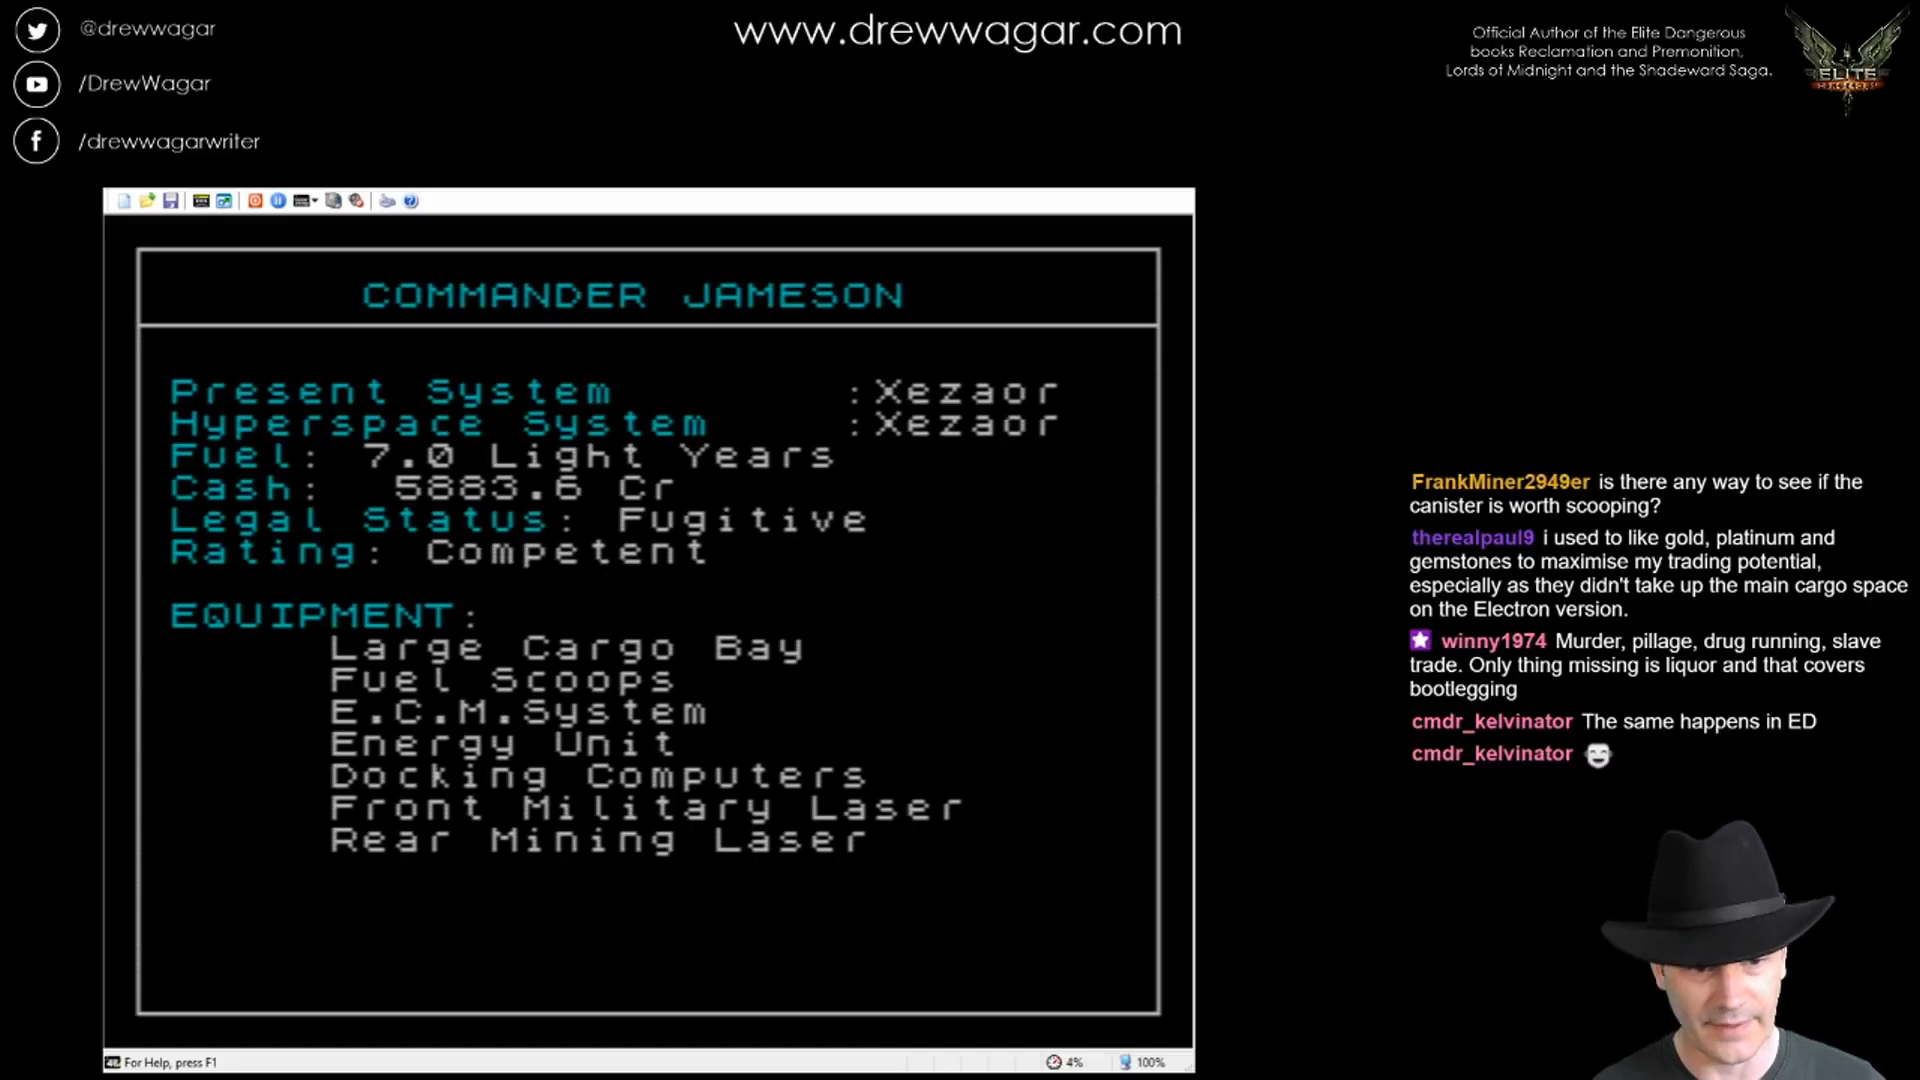 @drewwagar
/DrewWagar
/drewwagarwriter
www.drewwagar.com
Official Author of the Elite Dangerous
books Reclamation and Premonition,
Lords of Midnight and the Shadeward Saga.
ELITE
COMMANDER JAMESON
Present System :Xezaor
Hyperspace System :Xezaor
Fuel: 7.0 Light Years
Cash: 5883.6 Cr
Legal Status: Fugitive
Rating: Competent
EQUIPMENT:
Large Cargo Bay
Fuel Scoops
E.C.M.System
Energy Unit
Docking Computers
Front Military Laser
Rear Mining Laser
For Help, press F1
4%
100%
FrankMiner2949er is there any way to see if the
canister is worth scooping?
therealpaul9 i used to like gold, platinum and
gemstones to maximise my trading potential,
especially as they didn't take up the main cargo space
on the Electron version.
winny1974 Murder, pillage, drug running, slave
trade. Only thing missing is liquor and that covers
bootlegging
cmdr_kelvinator The same happens in ED
cmdr_kelvinator